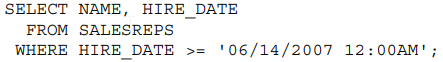 SELECT NAME, HIRE_DATE
FROM SALESREPS
WHERE HIRE_DATE >= '06/14/2007 12:00AM';